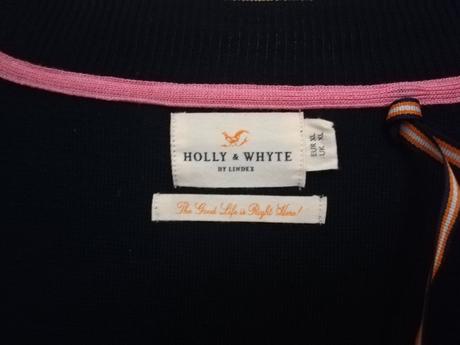 HOLLY & WHYTE
BY LINDEX
EUR XL
UK XL
The Good Life is Right Here!